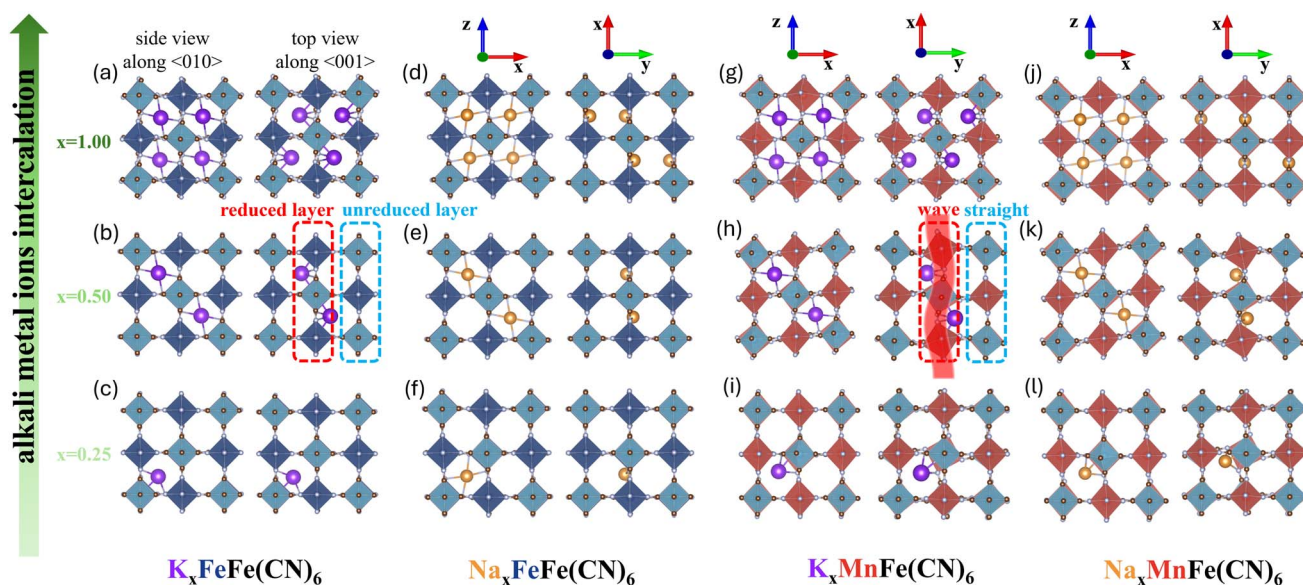 alkali metal ions intercalation
side view
along <010>
top view
along <001>
z
x
x
y
z
x
x
y
(a)
(d)
(g)
(j)
x=1.00
reduced layer
unreduced layer
wave
straight
(b)
(e)
(h)
(k)
x=0.50
(c)
(f)
(i)
(l)
x=0.25
KₓFeFe(CN)₆
NaₓFeFe(CN)₆
KₓMnFe(CN)₆
NaₓMnFe(CN)₆